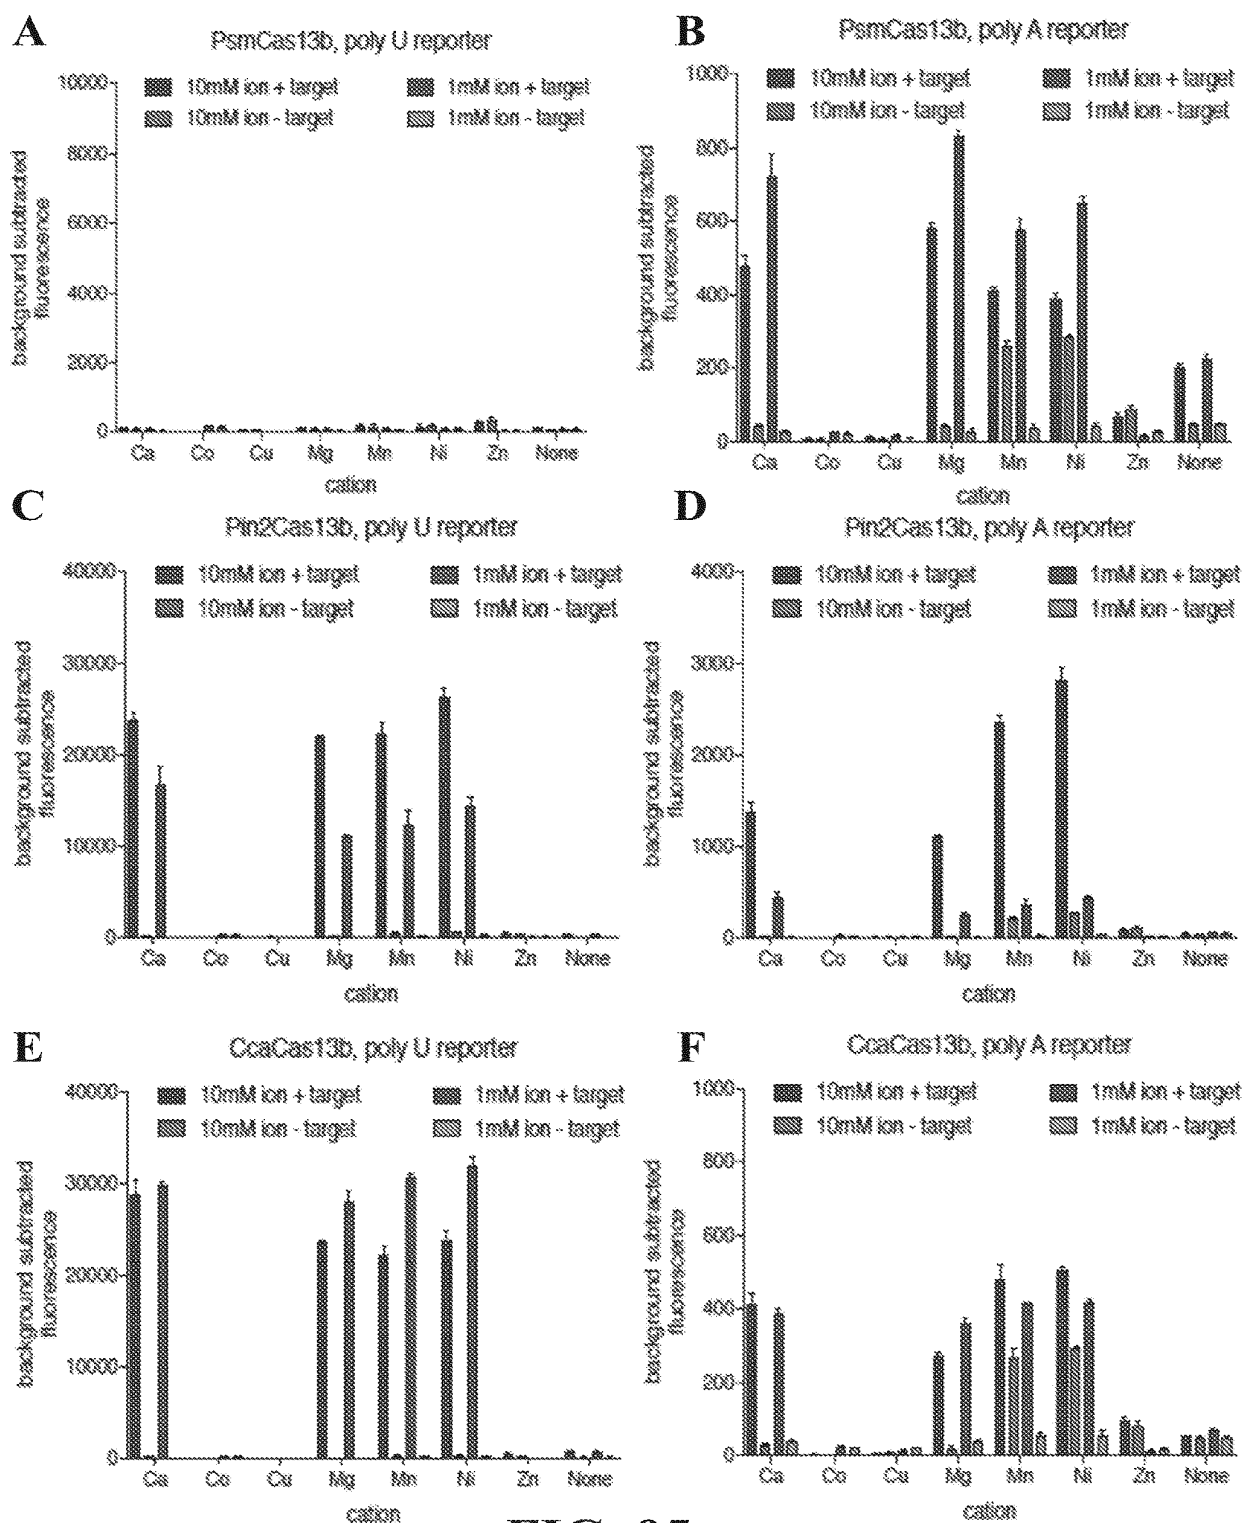 A
PsmCas13b, poly U reporter
10mM ion + target
1mM ion + target
10mM ion - target
1mM ion - target
background subtracted
fluorescence
10000
8000
6000
4000
2000
0
Ca Co Cu Mg Mn Ni Zn None
cation
B
PsmCas13b, poly A reporter
10mM ion + target
1mM ion + target
10mM ion - target
1mM ion - target
background subtracted
fluorescence
1000
800
600
400
200
0
Ca Co Cu Mg Mn Ni Zn None
cation
C
Pin2Cas13b, poly U reporter
10mM ion + target
1mM ion + target
10mM ion - target
1mM ion - target
background subtracted
fluorescence
40000
30000
20000
10000
0
Ca Co Cu Mg Mn Ni Zn None
cation
D
Pin2Cas13b, poly A reporter
10mM ion + target
1mM ion + target
10mM ion - target
1mM ion - target
background subtracted
fluorescence
4000
3000
2000
1000
0
Ca Co Cu Mg Mn Ni Zn None
cation
E
CcaCas13b, poly U reporter
10mM ion + target
1mM ion + target
10mM ion - target
1mM ion - target
background subtracted
fluorescence
40000
30000
20000
10000
0
Ca Co Cu Mg Mn Ni Zn None
cation
F
CcaCas13b, poly A reporter
10mM ion + target
1mM ion + target
10mM ion - target
1mM ion - target
background subtracted
fluorescence
1000
800
600
400
200
0
Ca Co Cu Mg Mn Ni Zn None
cation